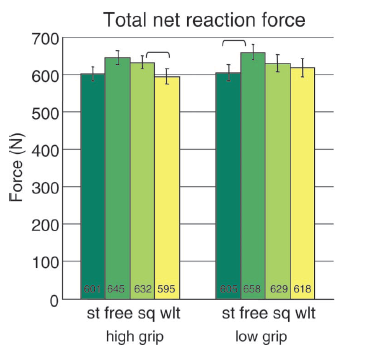 Total net reaction force
700
600
500
400
300
200
100
0
Force (N)
645 632 595
658 629 618
st free sq wlt
st free sq wlt
high grip
low grip